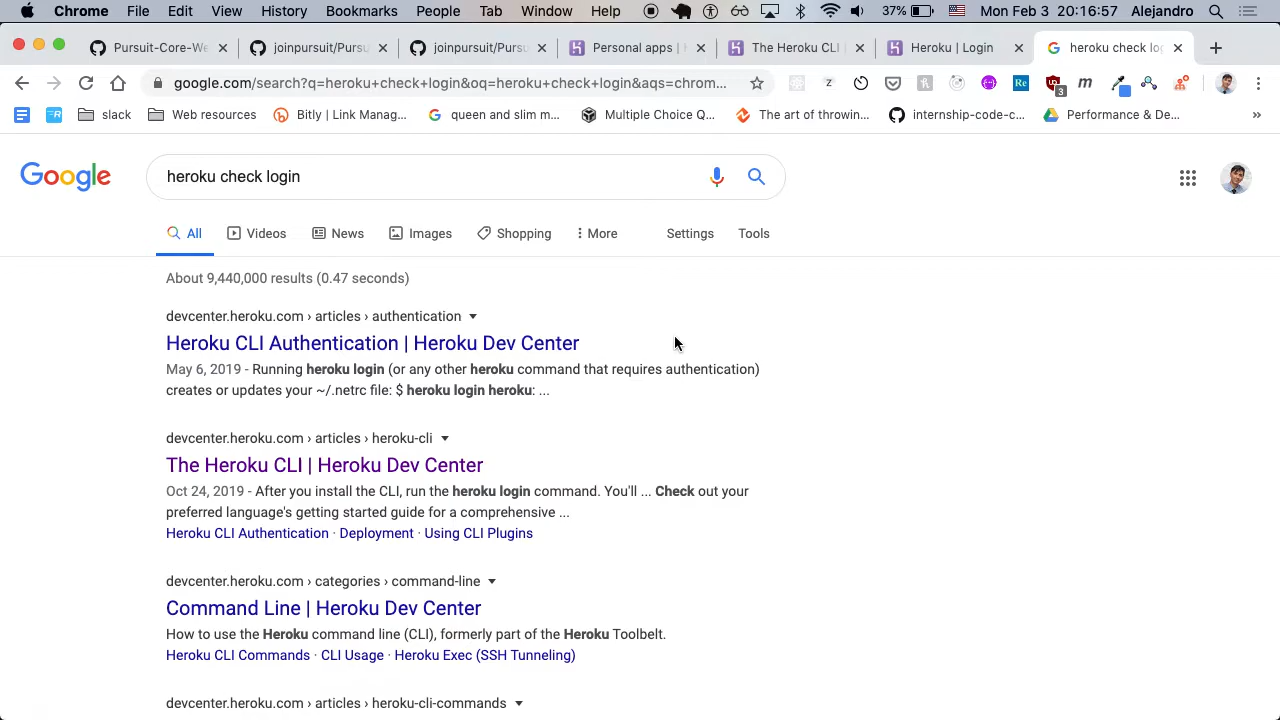 Chrome File Edit View History Bookmarks People Tab Window Help 37% Mon Feb 3 20:16:57 Alejandro
Pursuit-Core-We joinpursuit/Pursu joinpursuit/Pursu Personal apps | The Heroku CLI Heroku | Login heroku check log
google.com/search?q=heroku+check+login&oq=heroku+check+login&aqs=chrom... Z Re 3 m
slack Web resources Bitly | Link Manag... queen and slim m... Multiple Choice Q... The art of throwin... internship-code-c... Performance & De... »
Google heroku check login
All Videos News Images Shopping More Settings Tools
About 9,440,000 results (0.47 seconds)
devcenter.heroku.com › articles › authentication
Heroku CLI Authentication | Heroku Dev Center
May 6, 2019 - Running heroku login (or any other heroku command that requires authentication)
creates or updates your ~/.netrc file: $ heroku login heroku: ...
devcenter.heroku.com › articles › heroku-cli
The Heroku CLI | Heroku Dev Center
Oct 24, 2019 - After you install the CLI, run the heroku login command. You'll ... Check out your
preferred language's getting started guide for a comprehensive ...
Heroku CLI Authentication · Deployment · Using CLI Plugins
devcenter.heroku.com › categories › command-line
Command Line | Heroku Dev Center
How to use the Heroku command line (CLI), formerly part of the Heroku Toolbelt.
Heroku CLI Commands · CLI Usage · Heroku Exec (SSH Tunneling)
devcenter.heroku.com › articles › heroku-cli-commands